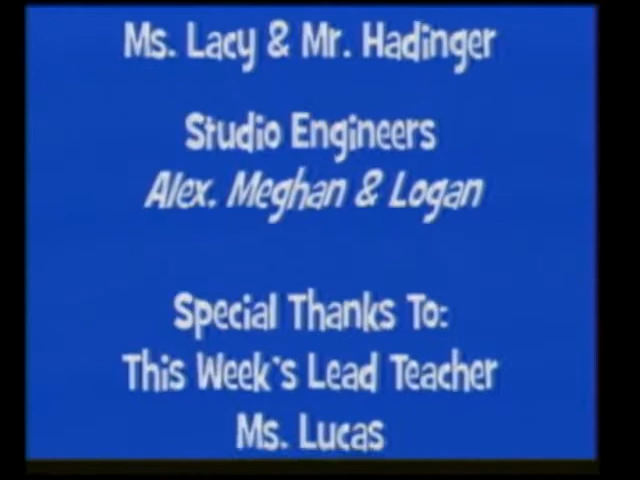 Ms. Lacy & Mr. Hadinger
Studio Engineers
Alex, Meghan & Logan
Special Thanks To:
This Week's Lead Teacher
Ms. Lucas